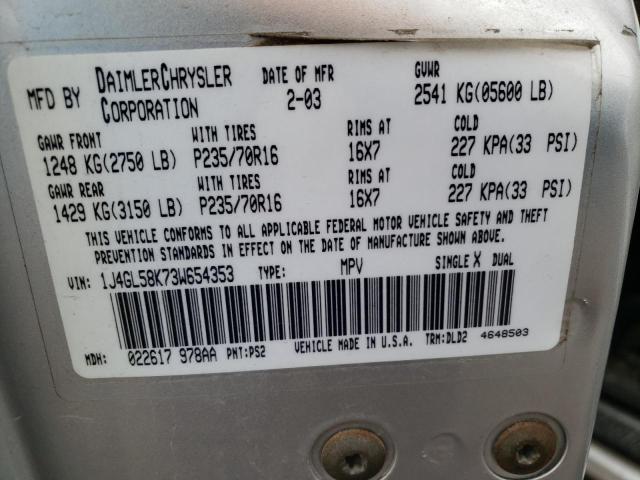 MFD BY DAIMLERCHRYSLER CORPORATION DATE OF MFR 2-03 GVWR 2541 KG(05600 LB)
GAWR FRONT WITH TIRES RIMS AT COLD
1248 KG(2750 LB) P235/70R16 16X7 227 KPA(33 PSI)
GAWR REAR WITH TIRES RIMS AT COLD
1429 KG(3150 LB) P235/70R16 16X7 227 KPA(33 PSI)
THIS VEHICLE CONFORMS TO ALL APPLICABLE FEDERAL MOTOR VEHICLE SAFETY AND THEFT
PREVENTION STANDARDS IN EFFECT ON THE DATE OF MANUFACTURE SHOWN ABOVE.
VIN: 1J4GL58K73W654353 TYPE: MPV SINGLE X DUAL
MDH: 022617 978AA PNT:PS2 VEHICLE MADE IN U.S.A. TRM:DLD2 4648503